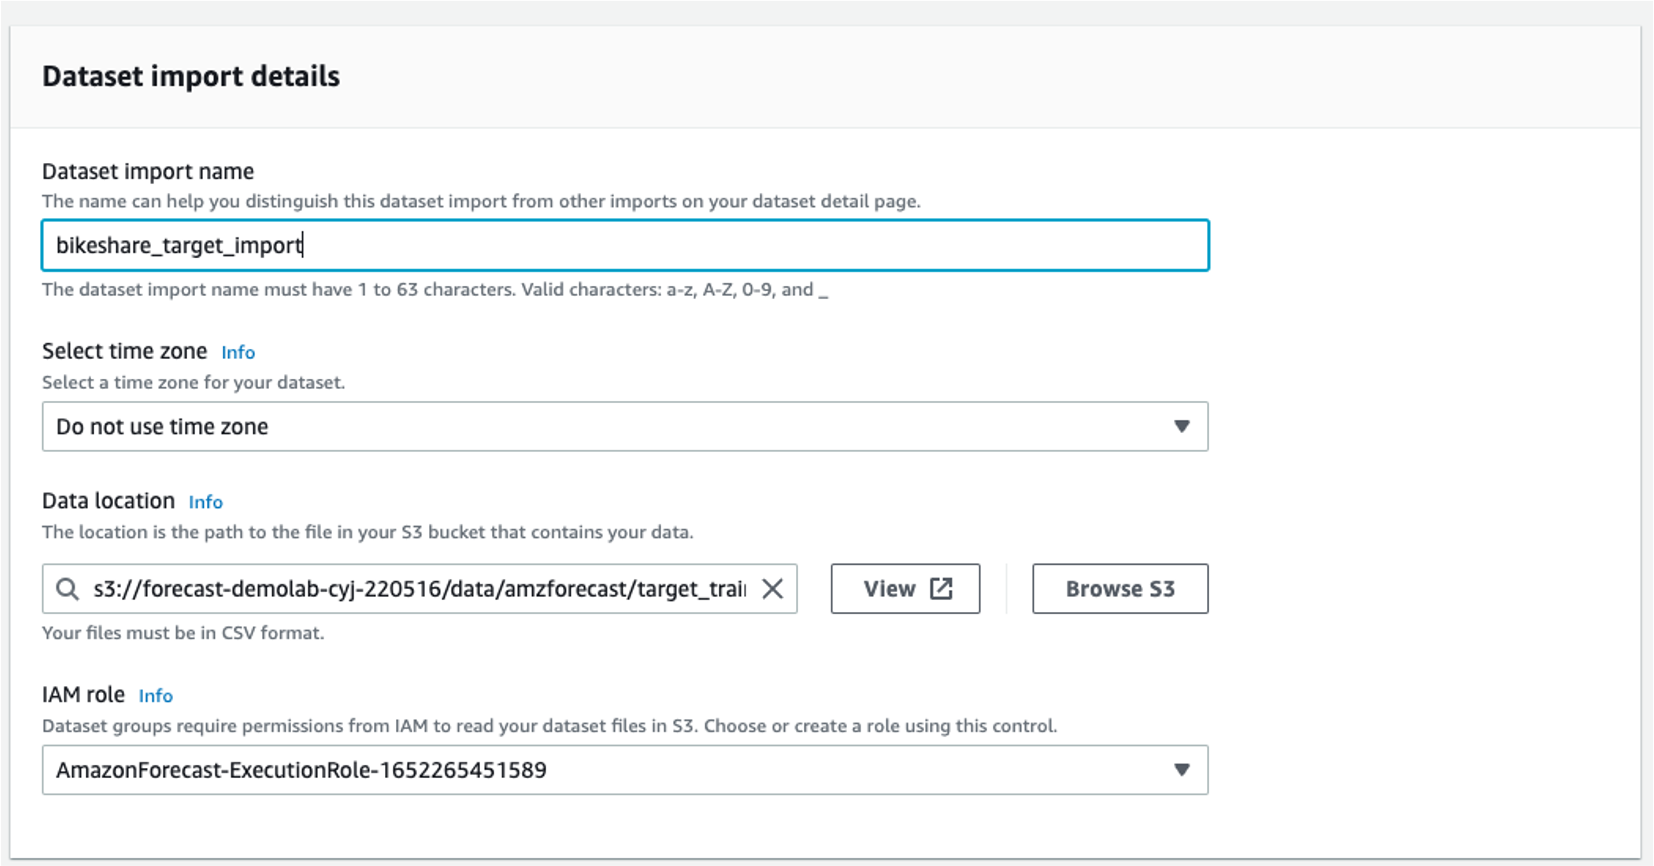 Dataset import details
Dataset import name
The name can help you distinguish this dataset import from other imports on your dataset detail page.
bikeshare_target_import
The dataset import name must have 1 to 63 characters. Valid characters: a-z, A-Z, 0-9, and _
Select time zone Info
Select a time zone for your dataset.
Do not use time zone
Data location Info
The location is the path to the file in your S3 bucket that contains your data.
s3://forecast-demolab-cyj-220516/data/amzforecast/target_trai View Browse S3
Your files must be in CSV format.
IAM role Info
Dataset groups require permissions from IAM to read your dataset files in S3. Choose or create a role using this control.
AmazonForecast-ExecutionRole-1652265451589